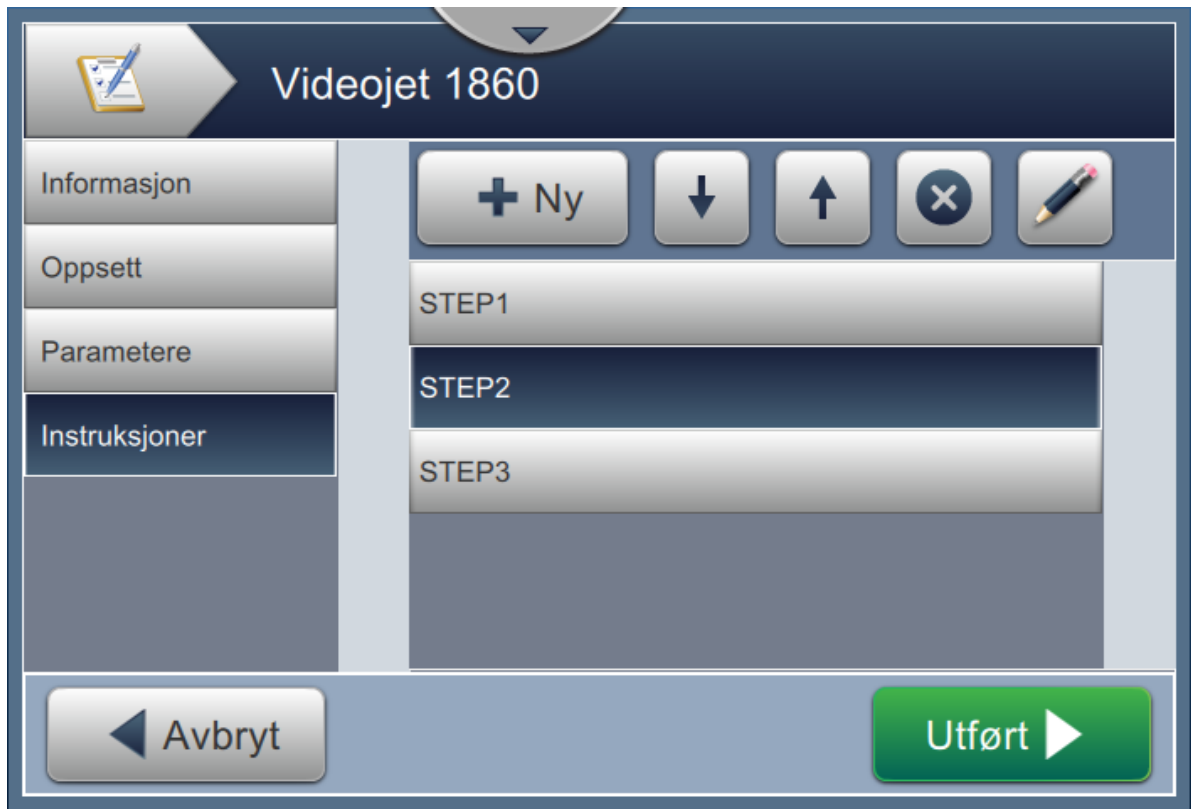 Videojet 1860
Informasjon
Oppsett
Parametere
Instruksjoner
Ny
STEP1
STEP2
STEP3
Avbryt
Utført